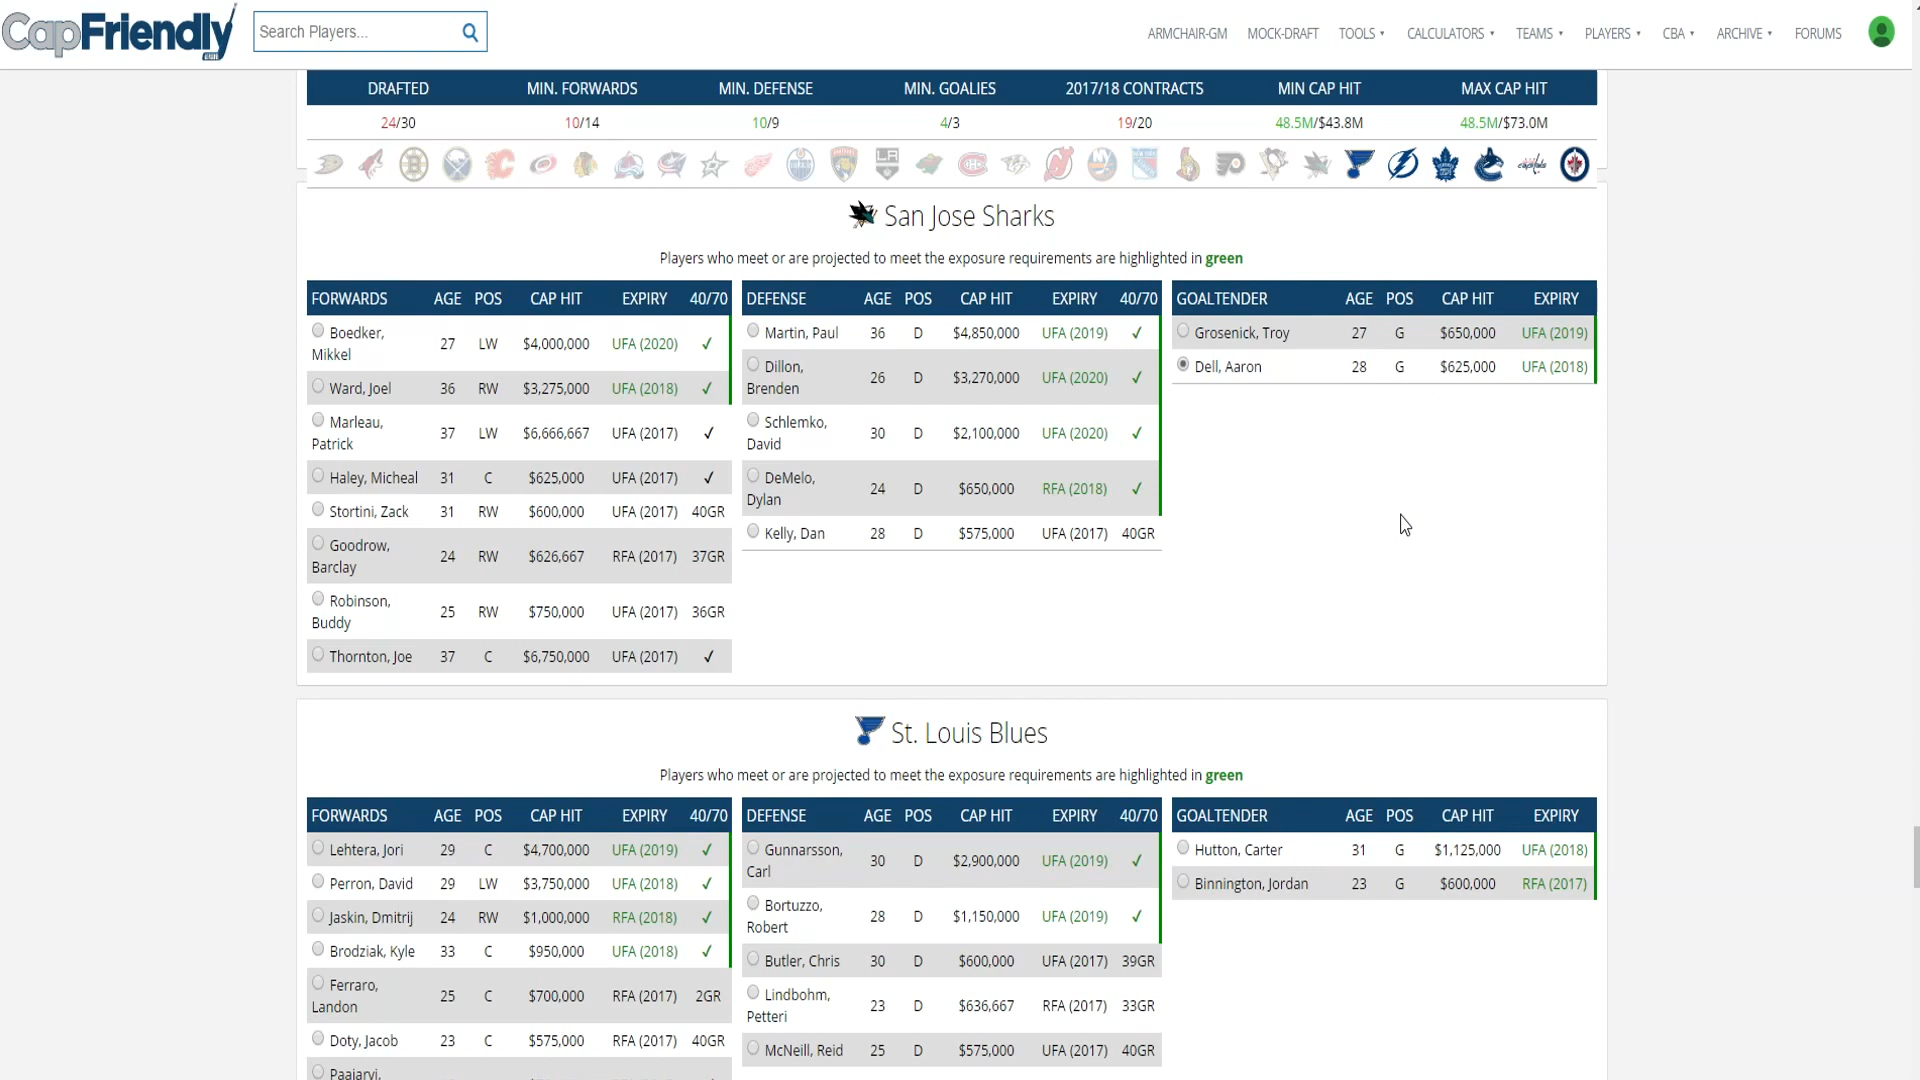 CapFriendly
Search Players...
ARMCHAIR-GM MOCK-DRAFT TOOLS CALCULATORS TEAMS PLAYERS CBA ARCHIVE FORUMS
DRAFTED MIN. FORWARDS MIN. DEFENSE MIN. GOALIES 2017/18 CONTRACTS MIN CAP HIT MAX CAP HIT
24/30 10/14 10/9 4/3 19/20 48.5M/$43.8M 48.5M/$73.0M
San Jose Sharks
Players who meet or are projected to meet the exposure requirements are highlighted in green
FORWARDS AGE POS CAP HIT EXPIRY 40/70
Boedker, Mikkel 27 LW $4,000,000 UFA (2020) ✓
Ward, Joel 36 RW $3,275,000 UFA (2018) ✓
Marleau, Patrick 37 LW $6,666,667 UFA (2017) ✓
Haley, Micheal 31 C $625,000 UFA (2017) ✓
Stortini, Zack 31 RW $600,000 UFA (2017) 40GR
Goodrow, Barclay 24 RW $626,667 RFA (2017) 37GR
Robinson, Buddy 25 RW $750,000 UFA (2017) 36GR
Thornton, Joe 37 C $6,750,000 UFA (2017) ✓
DEFENSE AGE POS CAP HIT EXPIRY 40/70
Martin, Paul 36 D $4,850,000 UFA (2019) ✓
Dillon, Brenden 26 D $3,270,000 UFA (2020) ✓
Schlemko, David 30 D $2,100,000 UFA (2020) ✓
DeMelo, Dylan 24 D $650,000 RFA (2018) ✓
Kelly, Dan 28 D $575,000 UFA (2017) 40GR
GOALTENDER AGE POS CAP HIT EXPIRY
Grosenick, Troy 27 G $650,000 UFA (2019)
Dell, Aaron 28 G $625,000 UFA (2018)
St. Louis Blues
Players who meet or are projected to meet the exposure requirements are highlighted in green
FORWARDS AGE POS CAP HIT EXPIRY 40/70
Lehtera, Jori 29 C $4,700,000 UFA (2019) ✓
Perron, David 29 LW $3,750,000 UFA (2018) ✓
Jaskin, Dmitrij 24 RW $1,000,000 RFA (2018) ✓
Brodziak, Kyle 33 C $950,000 UFA (2018) ✓
Ferraro, Landon 25 C $700,000 RFA (2017) 2GR
Doty, Jacob 23 C $575,000 RFA (2017) 40GR
Paajarvi,
DEFENSE AGE POS CAP HIT EXPIRY 40/70
Gunnarsson, Carl 30 D $2,900,000 UFA (2019) ✓
Bortuzzo, Robert 28 D $1,150,000 UFA (2019) ✓
Butler, Chris 30 D $600,000 UFA (2017) 39GR
Lindbohm, Petteri 23 D $636,667 RFA (2017) 33GR
McNeill, Reid 25 D $575,000 UFA (2017) 40GR
GOALTENDER AGE POS CAP HIT EXPIRY
Hutton, Carter 31 G $1,125,000 UFA (2018)
Binnington, Jordan 23 G $600,000 RFA (2017)